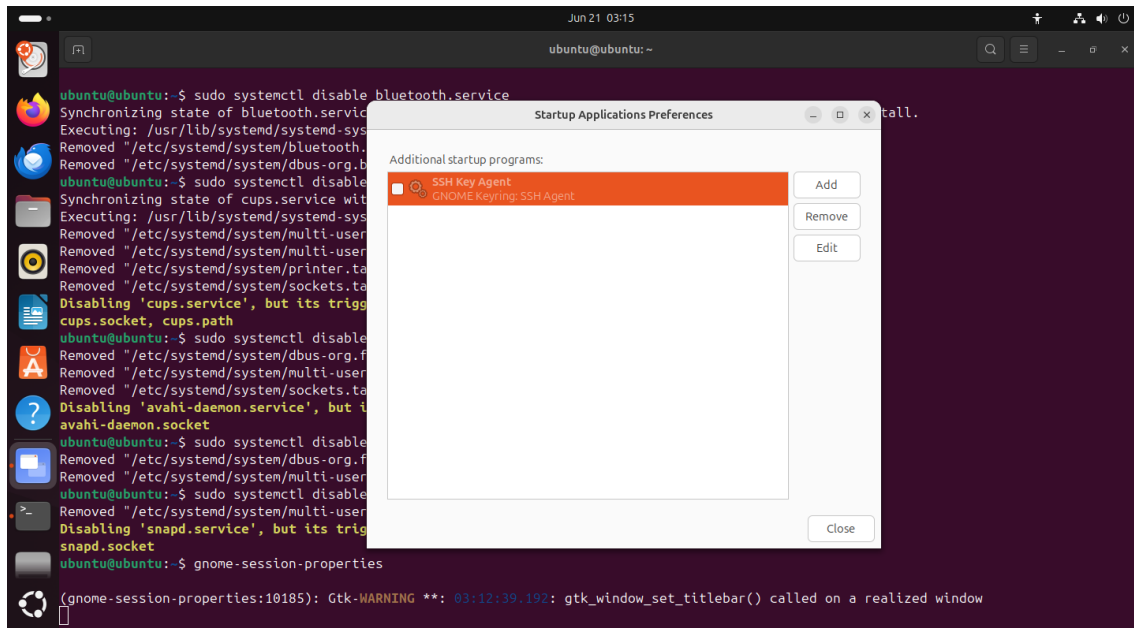 Jun 21 03:15
ubuntu@ubuntu: ~
ubuntu@ubuntu:~$ sudo systemctl disable bluetooth.service
Synchronizing state of bluetooth.servic
tall.
Executing: /usr/lib/systemd/systemd-sys
Removed "/etc/systemd/system/bluetooth.
Removed "/etc/systemd/system/dbus-org.b
ubuntu@ubuntu:~$ sudo systemctl disable
Synchronizing state of cups.service wit
Executing: /usr/lib/systemd/systemd-sys
Removed "/etc/systemd/system/multi-user
Removed "/etc/systemd/system/multi-user
Removed "/etc/systemd/system/printer.ta
Removed "/etc/systemd/system/sockets.ta
Disabling 'cups.service', but its trigg
cups.socket, cups.path
ubuntu@ubuntu:~$ sudo systemctl disable
Removed "/etc/systemd/system/dbus-org.f
Removed "/etc/systemd/system/multi-user
Removed "/etc/systemd/system/sockets.ta
Disabling 'avahi-daemon.service', but i
avahi-daemon.socket
ubuntu@ubuntu:~$ sudo systemctl disable
Removed "/etc/systemd/system/dbus-org.f
Removed "/etc/systemd/system/multi-user
ubuntu@ubuntu:~$ sudo systemctl disable
Removed "/etc/systemd/system/multi-user
Disabling 'snapd.service', but its trig
snapd.socket
ubuntu@ubuntu:~$ gnome-session-properties
(gnome-session-properties:10185): Gtk-WARNING **: 03:12:39.192: gtk_window_set_titlebar() called on a realized window
Startup Applications Preferences
Additional startup programs:
SSH Key Agent
GNOME Keyring: SSH Agent
Add
Remove
Edit
Close